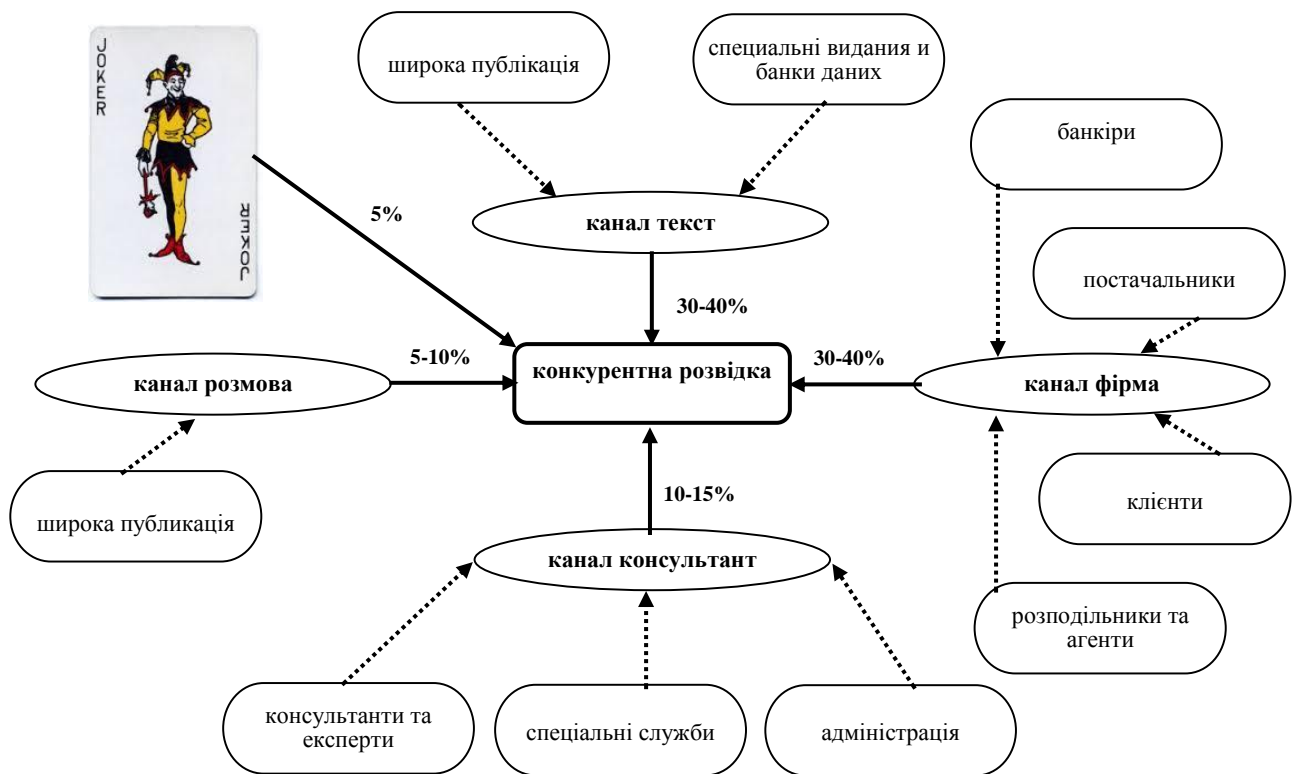 JOKER
широка публікація
специальні видання и
банки даних
банкіри
5%
канал текст
постачальники
JOKER
30-40%
5-10%
30-40%
канал розмова
конкурентна розвідка
канал фірма
10-15%
клієнти
широка публикація
канал консультант
розподільники та
агенти
консультанти та
експерти
спеціальні служби
адміністрація